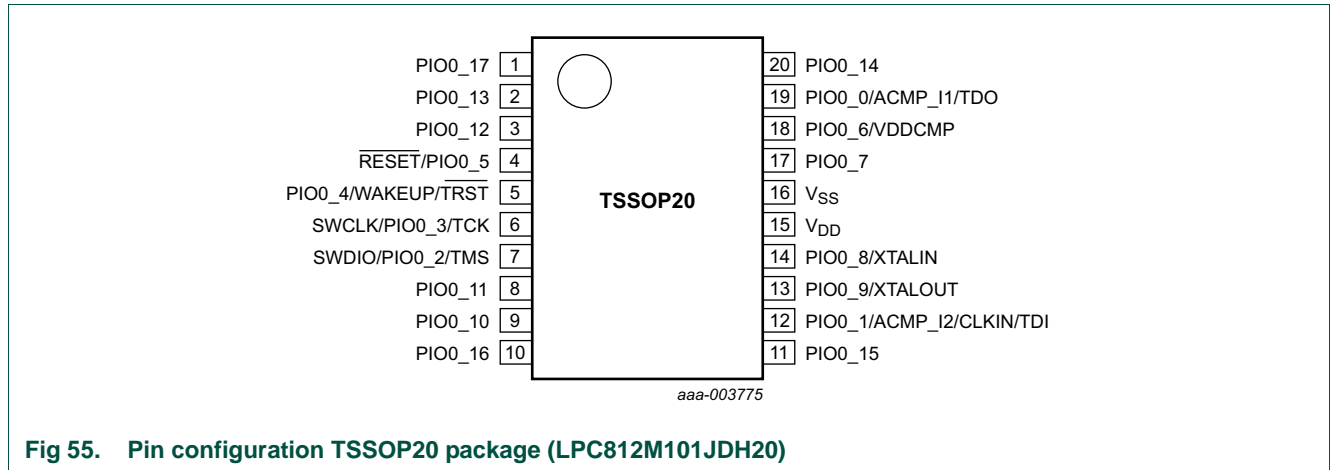 PIO0_17 1
PIO0_13 2
PIO0_12 3
RESET/PIO0_5 4
PIO0_4/WAKEUP/TRST 5
SWCLK/PIO0_3/TCK 6
SWDIO/PIO0_2/TMS 7
PIO0_11 8
PIO0_10 9
PIO0_16 10
TSSOP20
20 PIO0_14
19 PIO0_0/ACMP_I1/TDO
18 PIO0_6/VDDCMP
17 PIO0_7
16 VSS
15 VDD
14 PIO0_8/XTALIN
13 PIO0_9/XTALOUT
12 PIO0_1/ACMP_I2/CLKIN/TDI
11 PIO0_15
aaa-003775
Fig 55. Pin configuration TSSOP20 package (LPC812M101JDH20)